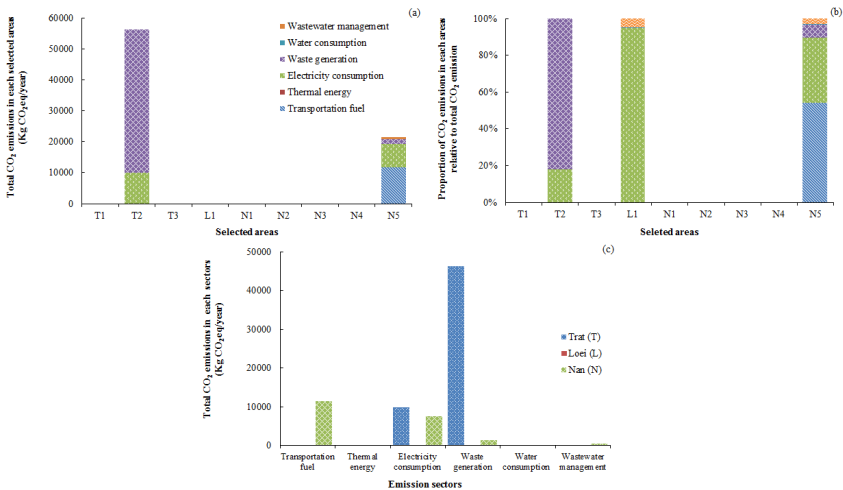 (a)
Total CO2 emissions in each selected areas
(Kg CO2eq/year)
60000
50000
40000
30000
20000
10000
0
Wastewater management
Water consumption
Waste generation
Electricity consumption
Thermal energy
Transportation fuel
T1 T2 T3 L1 N1 N2 N3 N4 N5
Selected areas
(b)
Proportion of CO2 emissions in each areas
relative to total CO2 emission
100%
80%
60%
40%
20%
0%
T1 T2 T3 L1 N1 N2 N3 N4 N5
Seleted areas
(c)
Total CO2 emissions in each sectors
(Kg CO2eq/year)
50000
40000
30000
20000
10000
0
Trat (T)
Loei (L)
Nan (N)
Transportation fuel
Thermal energy
Electricity consumption
Waste generation
Water consumption
Wastewater management
Emission sectors